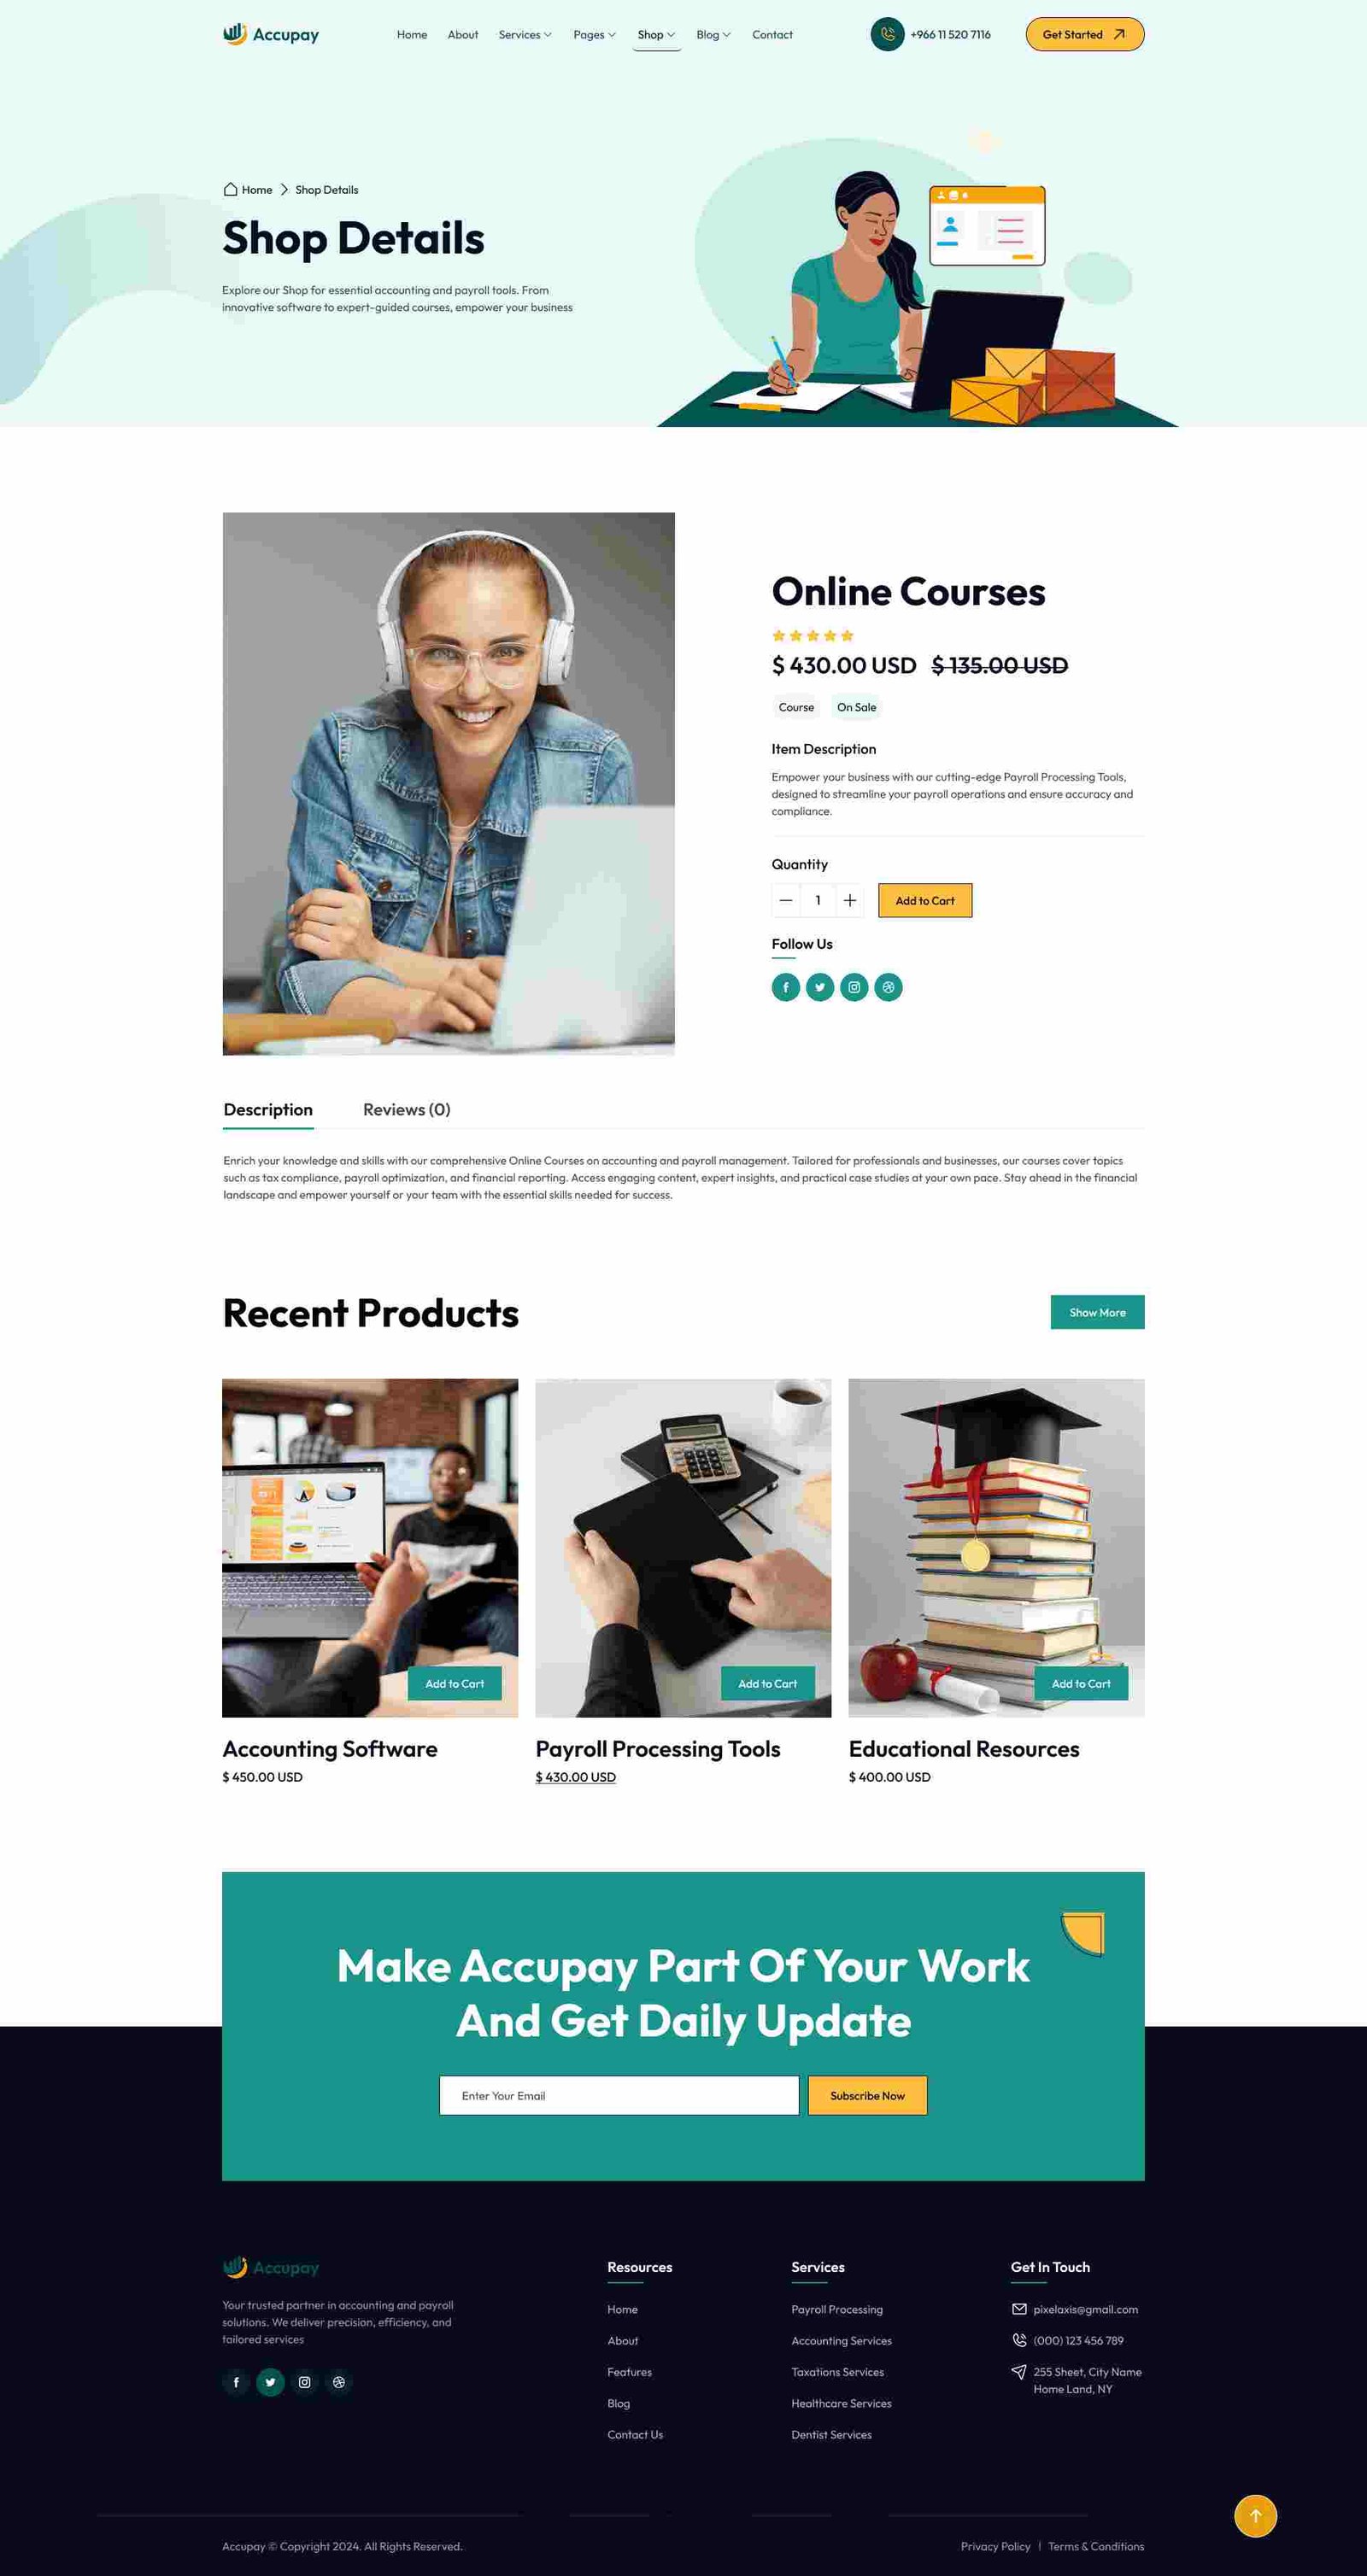 Accupay
Home About Services Pages Shop Blog Contact
+966 11 520 7116
Get Started
Home Shop Details
Shop Details
Explore our Shop for essential accounting and payroll tools. From
innovative software to expert-guided courses, empower your business
Online Courses
$ 430.00 USD $ 135.00 USD
Course On Sale
Item Description
Empower your business with our cutting-edge Payroll Processing Tools,
designed to streamline your payroll operations and ensure accuracy and
compliance.
Quantity
1
Add to Cart
Follow Us
Description Reviews (0)
Enrich your knowledge and skills with our comprehensive Online Courses on accounting and payroll management. Tailored for professionals and businesses, our courses cover topics
such as tax compliance, payroll optimization, and financial reporting. Access engaging content, expert insights, and practical case studies at your own pace. Stay ahead in the financial
landscape and empower yourself or your team with the essential skills needed for success.
Recent Products
Show More
Add to Cart
Add to Cart
Add to Cart
Accounting Software
$ 450.00 USD
Payroll Processing Tools
$ 430.00 USD
Educational Resources
$ 400.00 USD
Make Accupay Part Of Your Work
And Get Daily Update
Enter Your Email
Subscribe Now
Accupay
Your trusted partner in accounting and payroll
solutions. We deliver precision, efficiency, and
tailored services
Resources
Home
About
Features
Blog
Contact Us
Services
Payroll Processing
Accounting Services
Taxations Services
Healthcare Services
Dentist Services
Get In Touch
pixelaxis@gmail.com
(000) 123 456 789
255 Sheet, City Name
Home Land, NY
Accupay © Copyright 2024. All Rights Reserved.
Privacy Policy | Terms & Conditions